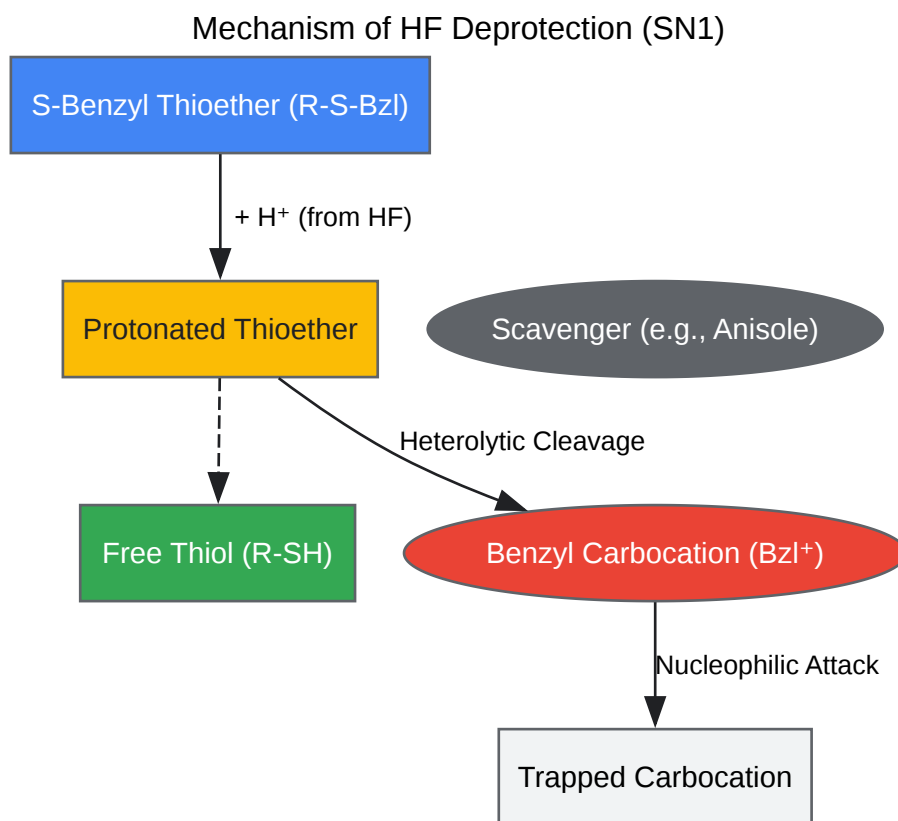 Mechanism of HF Deprotection (SN1)
S-Benzyl Thioether (R-S-Bzl)
+ H⁺ (from HF)
Protonated Thioether
Scavenger (e.g., Anisole)
Heterolytic Cleavage
Free Thiol (R-SH)
Benzyl Carbocation (Bzl⁺)
Nucleophilic Attack
Trapped Carbocation